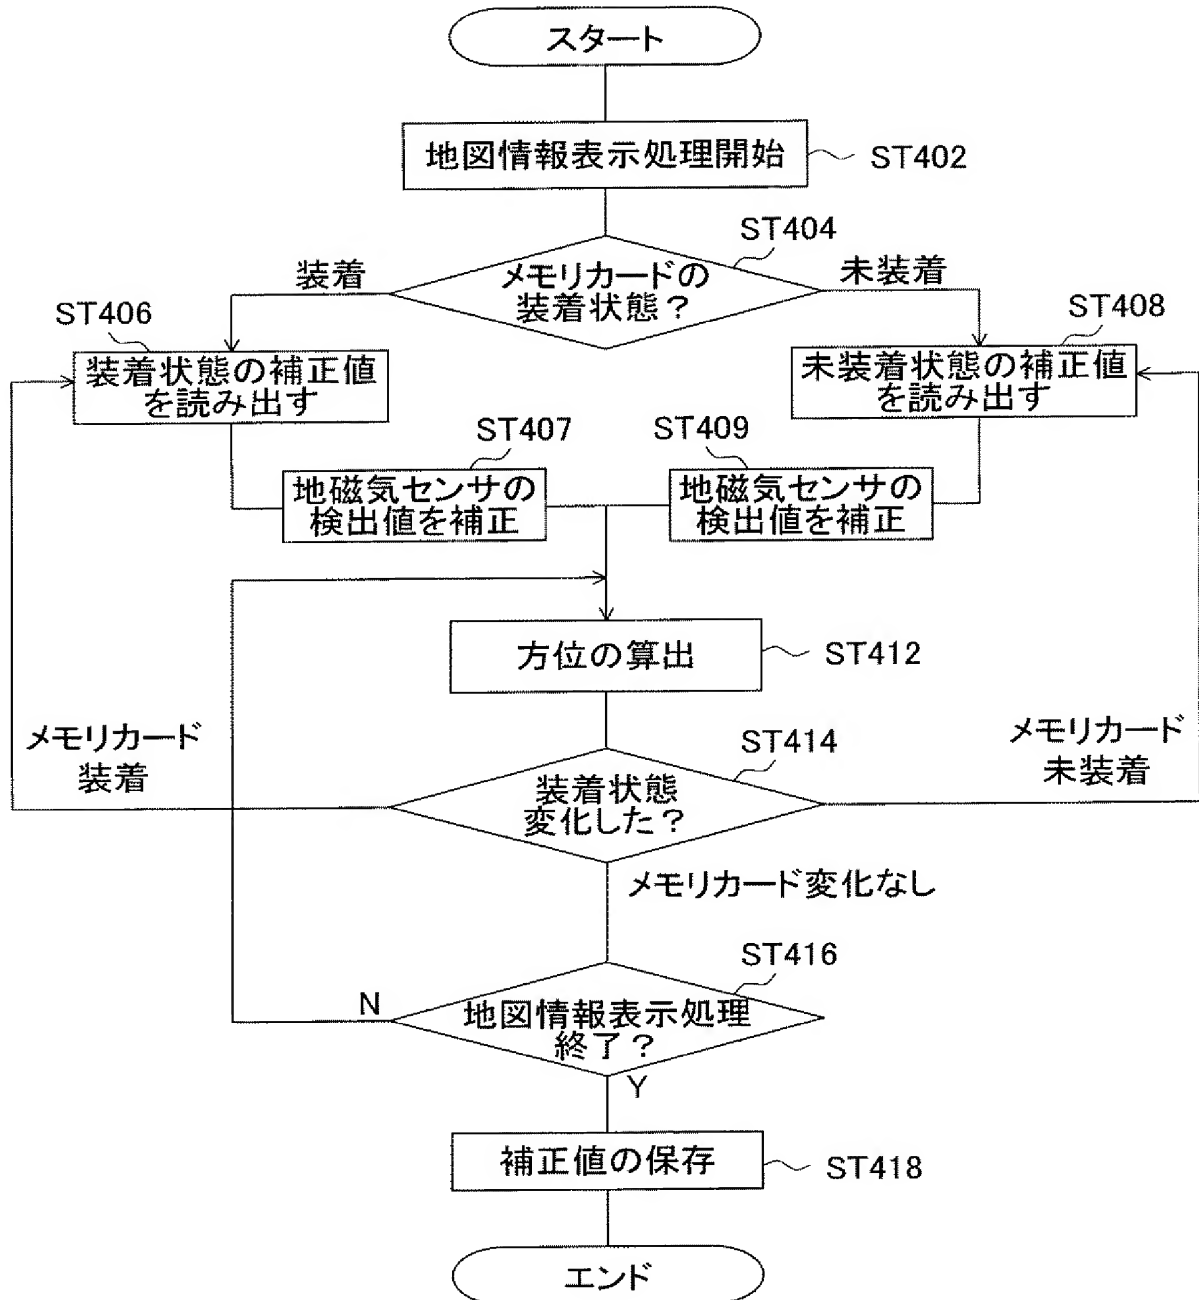 スタート
地図情報表示処理開始
ST402
ST404
メモリカードの
装着状態？
装着
未装着
ST406
装着状態の補正値
を読み出す
ST408
未装着状態の補正値
を読み出す
ST407
地磁気センサの
検出値を補正
ST409
地磁気センサの
検出値を補正
方位の算出
ST412
メモリカード
装着
ST414
装着状態
変化した？
メモリカード
未装着
メモリカード変化なし
ST416
N
地図情報表示処理
終了？
Y
補正値の保存
ST418
エンド